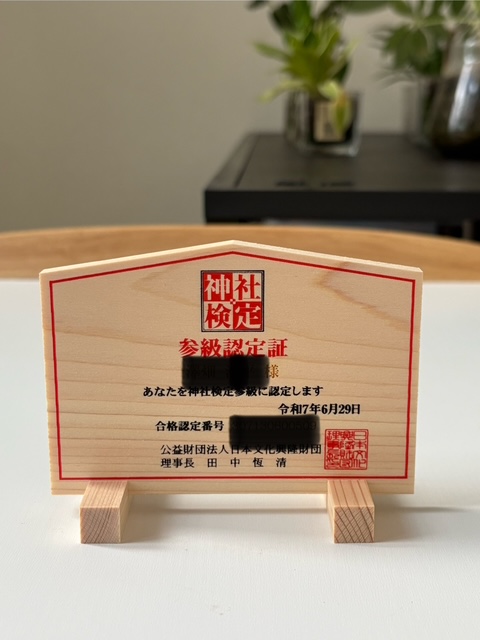 神社
検定
参級認定証
様
あなたを神社検定参級に認定します
令和7年6月29日
合格認定番号
公益財団法人日本文化興隆財団
理事長 田中恆清